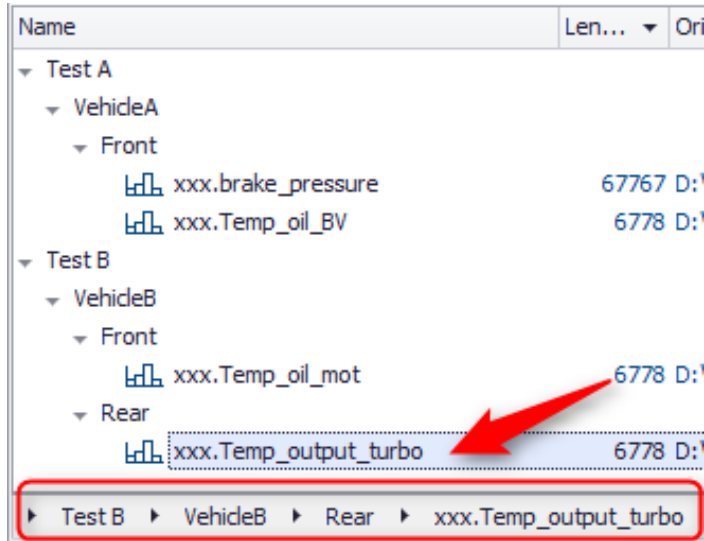 Name Len... Ori
Test A
VehicleA
Front
xxx.brake_pressure 67767 D:\
xxx.Temp_oil_BV 6778 D:\
Test B
VehicleB
Front
xxx.Temp_oil_mot 6778 D:\
Rear
xxx.Temp_output_turbo 6778 D:\
Test B VehicleB Rear xxx.Temp_output_turbo